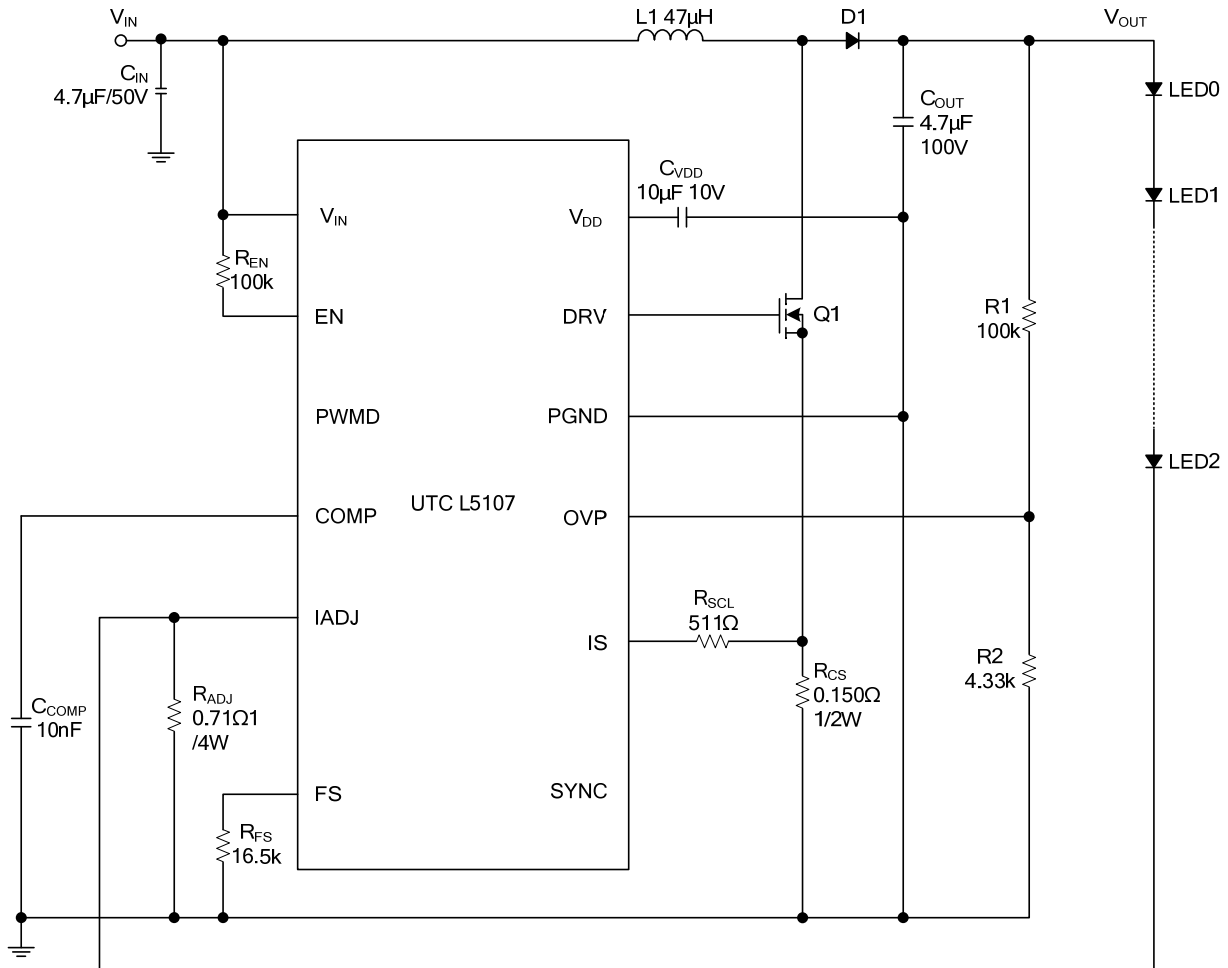 VIN
L1 47μH
D1
VOUT
CIN
4.7μF/50V
COUT
4.7μF
100V
LED0
LED1
LED2
CVDD
10μF 10V
VIN
VDD
REN
100k
EN
DRV
Q1
R1
100k
PWMD
PGND
UTC L5107
COMP
OVP
IADJ
IS
RSCL
511Ω
RCS
0.150Ω
1/2W
R2
4.33k
CCOMP
10nF
RADJ
0.71Ω1
/4W
FS
SYNC
RFS
16.5k